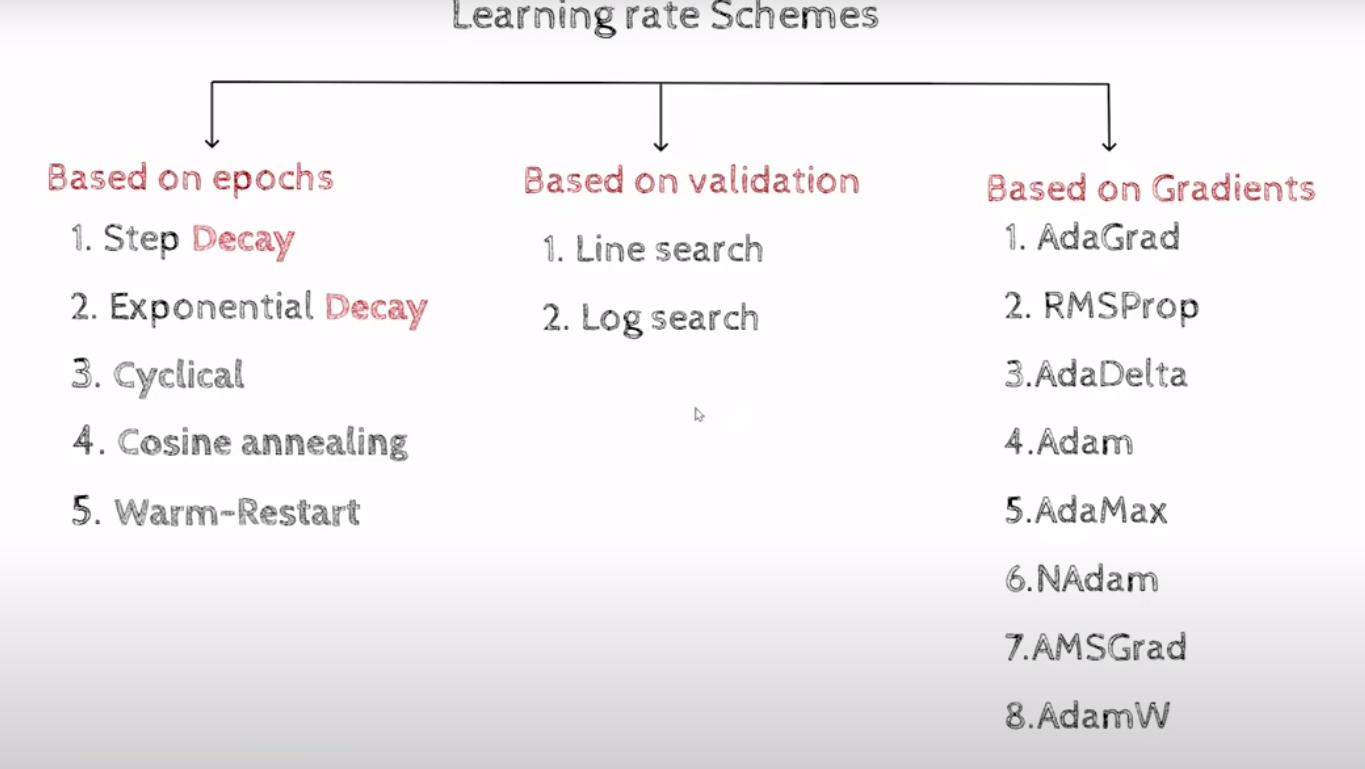 Learning rate Schemes
Based on epochs
1. Step Decay
2. Exponential Decay
3. Cyclical
4. Cosine annealing
5. Warm-Restart
Based on validation
1. Line search
2. Log search
Based on Gradients
1. AdaGrad
2. RMSProp
3.AdaDelta
4.Adam
5.AdaMax
6.NAdam
7.AMSGrad
8.AdamW